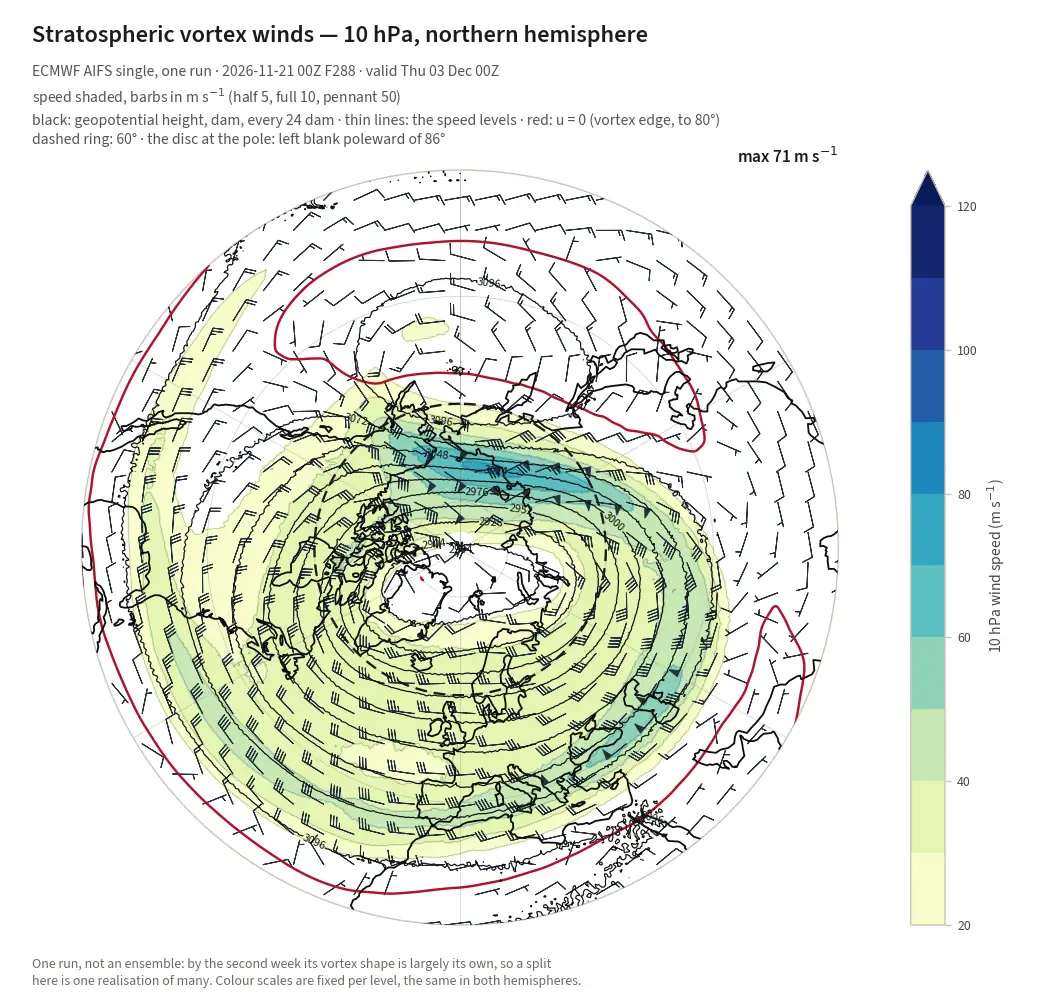 Stratospheric vortex winds — 10 hPa, northern hemisphere
ECMWF AIFS single, one run · 2026-11-21 00Z F288 · valid Thu 03 Dec 00Z
speed shaded, barbs in m s⁻¹ (half 5, full 10, pennant 50)
black: geopotential height, dam, every 24 dam · thin lines: the speed levels · red: u = 0 (vortex edge, to 80°)
dashed ring: 60° · the disc at the pole: left blank poleward of 86°
max 71 m s⁻¹
120
100
80
60
40
20
10 hPa wind speed (m s⁻¹)
3096
3096
2976
3000
3096
One run, not an ensemble: by the second week its vortex shape is largely its own, so a split
here is one realisation of many. Colour scales are fixed per level, the same in both hemispheres.